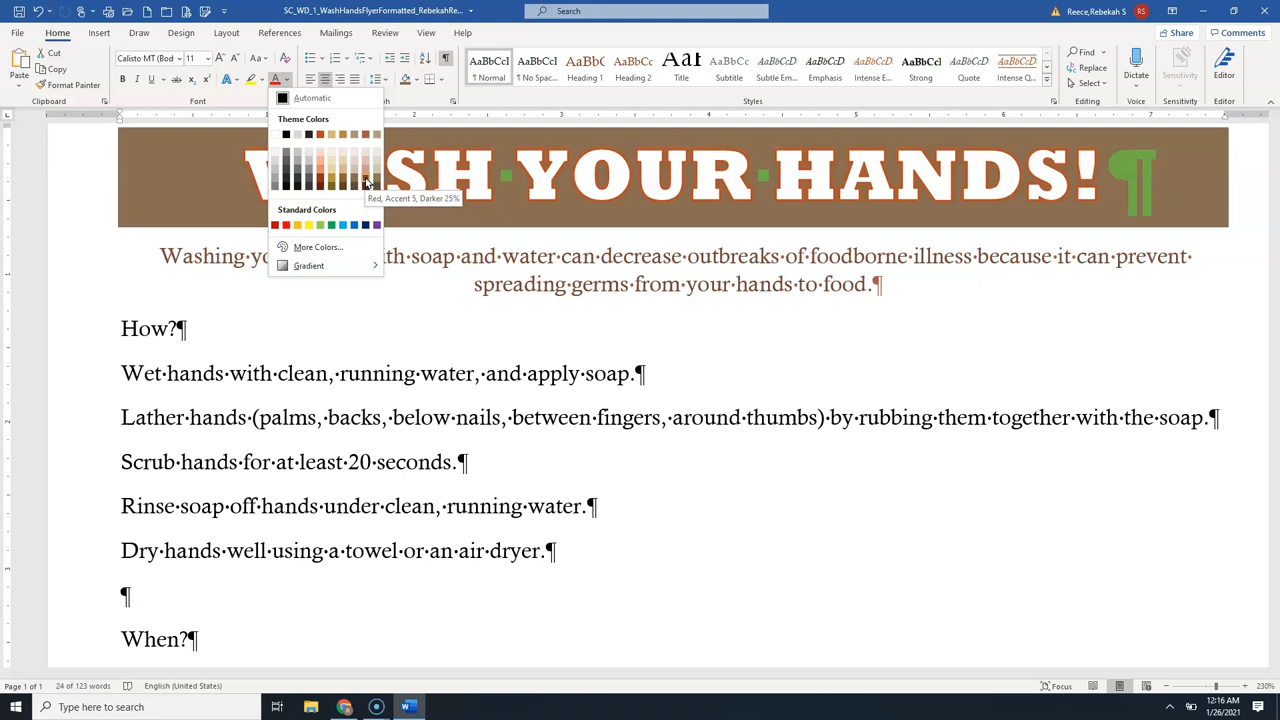 SC_WD_1_WashHandsFlyerFormatted_RebekahRe...
Search
Reece,Rebekah S
File Home Insert Draw Design Layout References Mailings Review View Help
Share Comments
Paste
Cut
Copy
Format Painter
Clipboard
Calisto MT (Bod 11
Font
Styles
AaBbCcI AaBbCcI AaBbC AaBbCc AaBbCc AaBbCcD AaBbCcD AaBbCcD AaBbCcI AaBbCcD AaBbCcD
¶ Normal ¶ No Spac... Heading 1 Heading 2 Title Subtitle Subtle Em... Emphasis Intense E... Strong Quote Intense Q...
Find
Replace
Select
Editing
Dictate
Voice
Sensitivity
Sensitivity
Editor
Editor
Automatic
Theme Colors
Red, Accent 5, Darker 25%
Standard Colors
More Colors...
Gradient
2 3 4 5 6 7
SH·YOUR·HANDS!¶
Washing·yo th·soap·and·water·can·decrease·outbreaks·of·foodborne·illness·because·it·can·prevent·
spreading·germs·from·your·hands·to·food.¶
How?¶
Wet·hands·with·clean,·running·water,·and·apply·soap.¶
Lather·hands·(palms,·backs,·below·nails,·between·fingers,·around·thumbs)·by·rubbing·them·together·with·the·soap.¶
Scrub·hands·for·at·least·20·seconds.¶
Rinse·soap·off·hands·under·clean,·running·water.¶
Dry·hands·well·using·a·towel·or·an·air·dryer.¶
¶
When?¶
Page 1 of 1 24 of 123 words English (United States)
Focus
230%
Type here to search
12:16 AM
1/26/2021